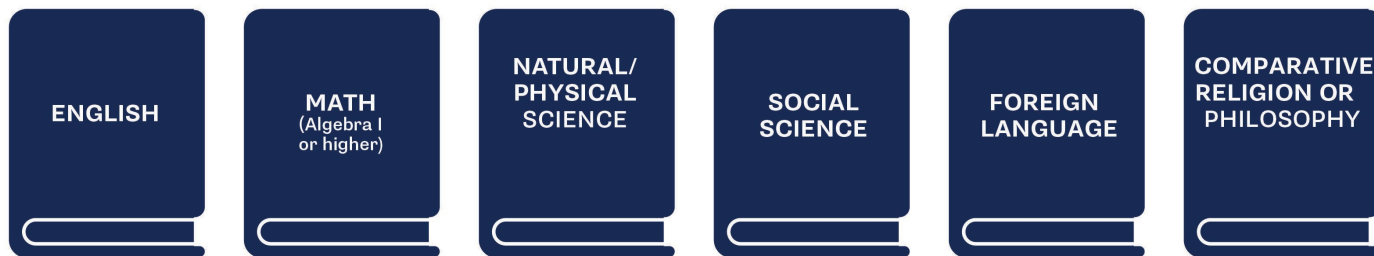 ENGLISH
MATH
(Algebra I
or higher)
NATURAL/
PHYSICAL
SCIENCE
SOCIAL
SCIENCE
FOREIGN
LANGUAGE
COMPARATIVE
RELIGION OR
PHILOSOPHY